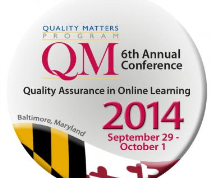 QUALITY MATTERS
PROGRAM
QM
6th Annual
Conference
Quality Assurance in Online Learning
Baltimore, Maryland
2014
September 29 -
October 1